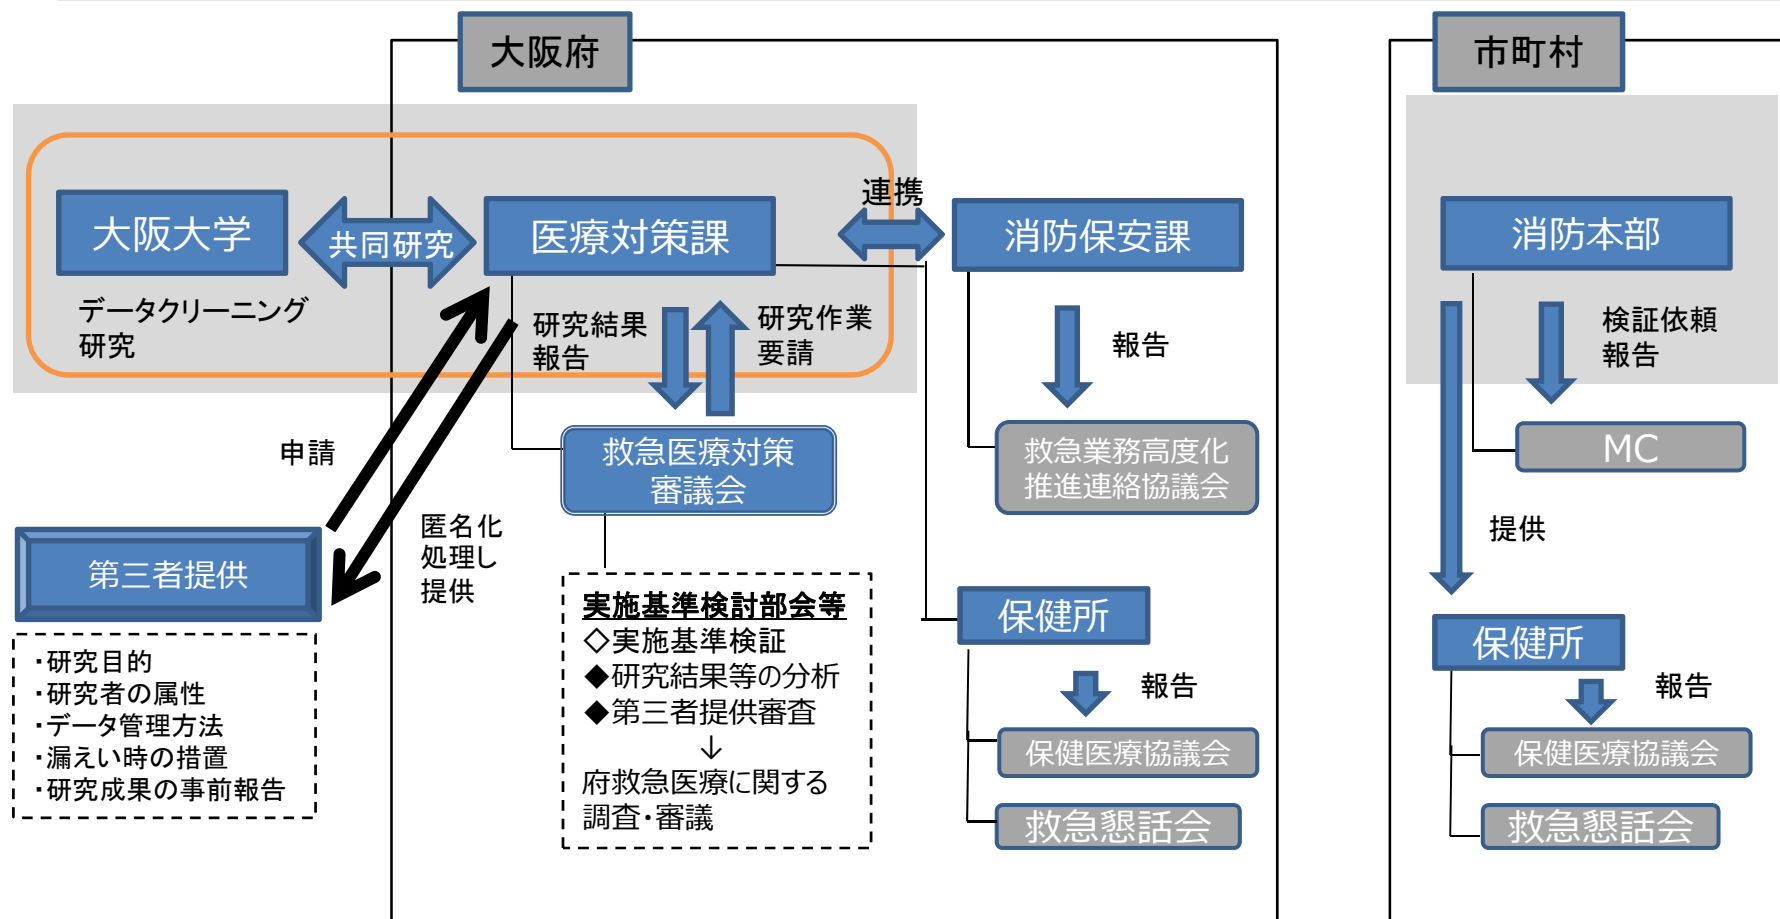 大阪府
市町村
大阪大学
共同研究
医療対策課
連携
消防保安課
消防本部
データクリーニング
研究
研究結果
報告
研究作業
要請
報告
検証依頼
報告
申請
救急医療対策
審議会
救急業務高度化
推進連絡協議会
MC
匿名化
処理し
提供
提供
第三者提供
・研究目的
・研究者の属性
・データ管理方法
・漏えい時の措置
・研究成果の事前報告
実施基準検討部会等
◇実施基準検証
◆研究結果等の分析
◆第三者提供審査
↓
府救急医療に関する
調査・審議
保健所
報告
保健医療協議会
救急懇話会
保健所
報告
保健医療協議会
救急懇話会